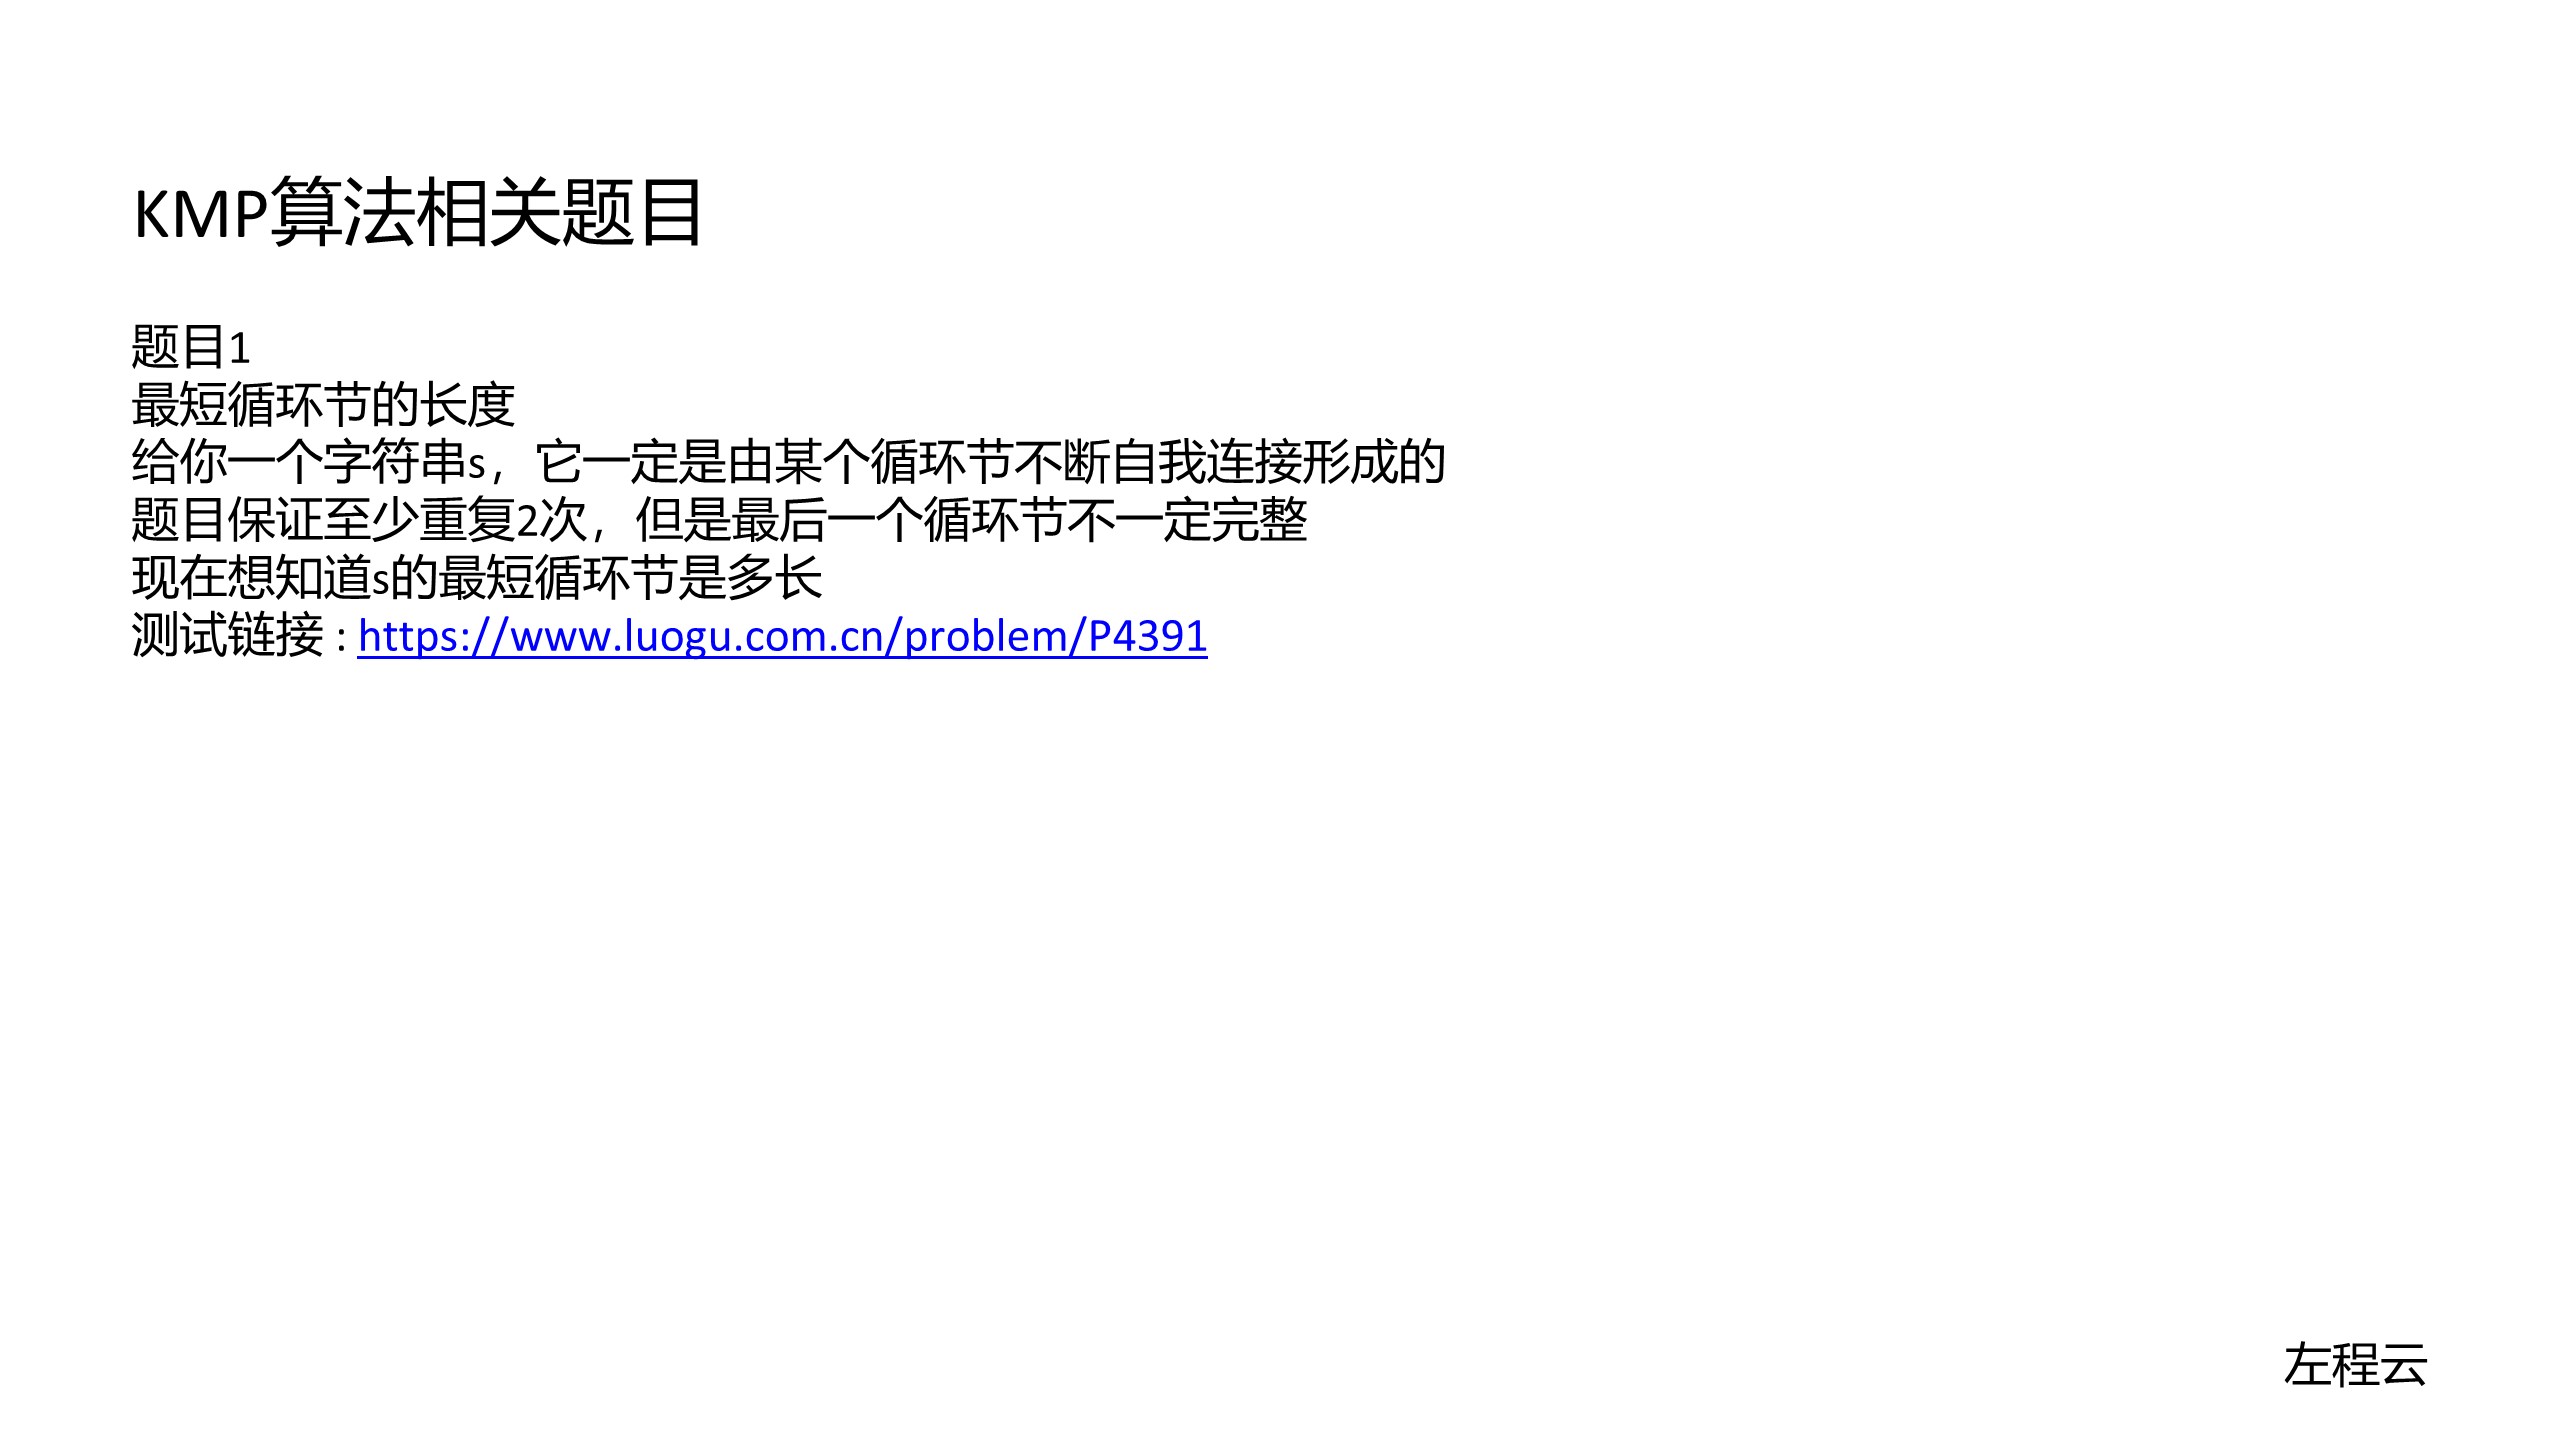 KMP算法相关题目
题目1
最短循环节的长度
给你一个字符串s，它一定是由某个循环节不断自我连接形成的
题目保证至少重复2次，但是最后一个循环节不一定完整
现在想知道s的最短循环节是多长
测试链接 : https://www.luogu.com.cn/problem/P4391
左程云